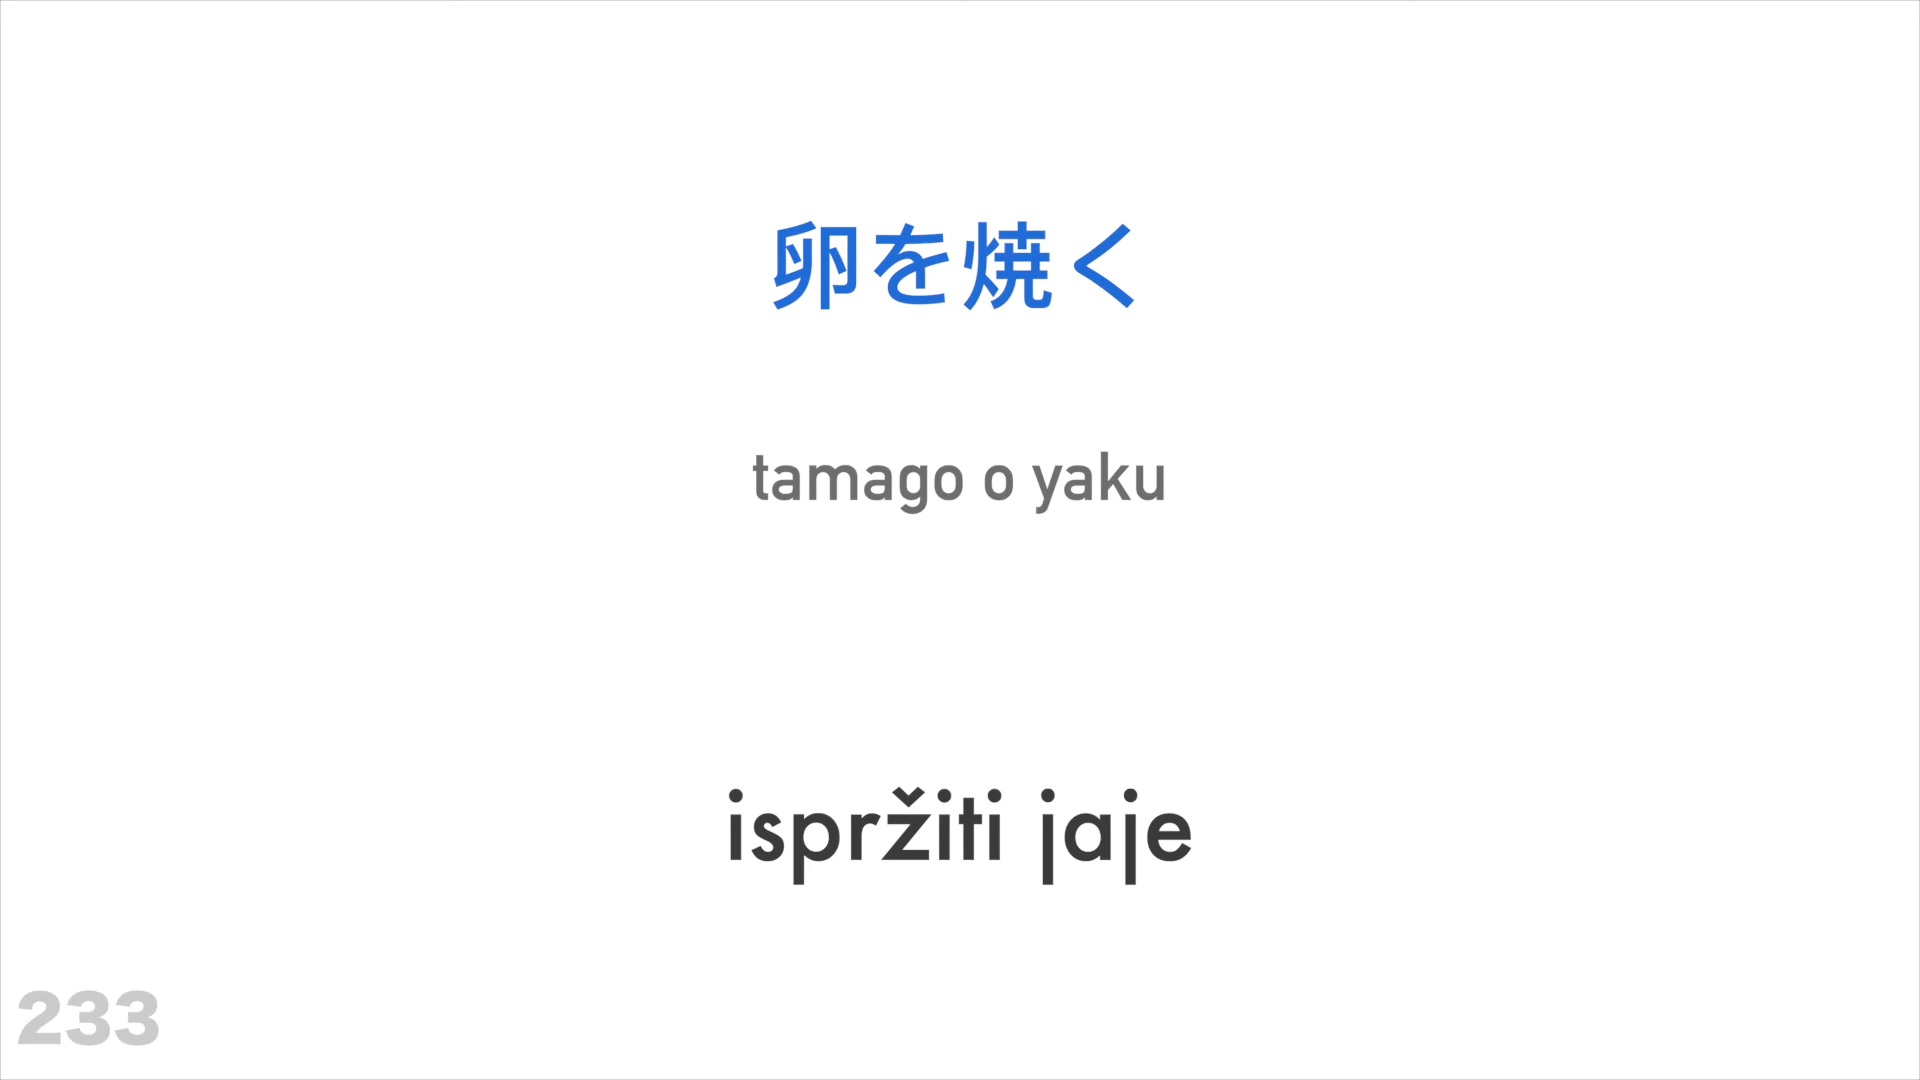 卵を焼く
tamago o yaku
ispržiti jaje
233